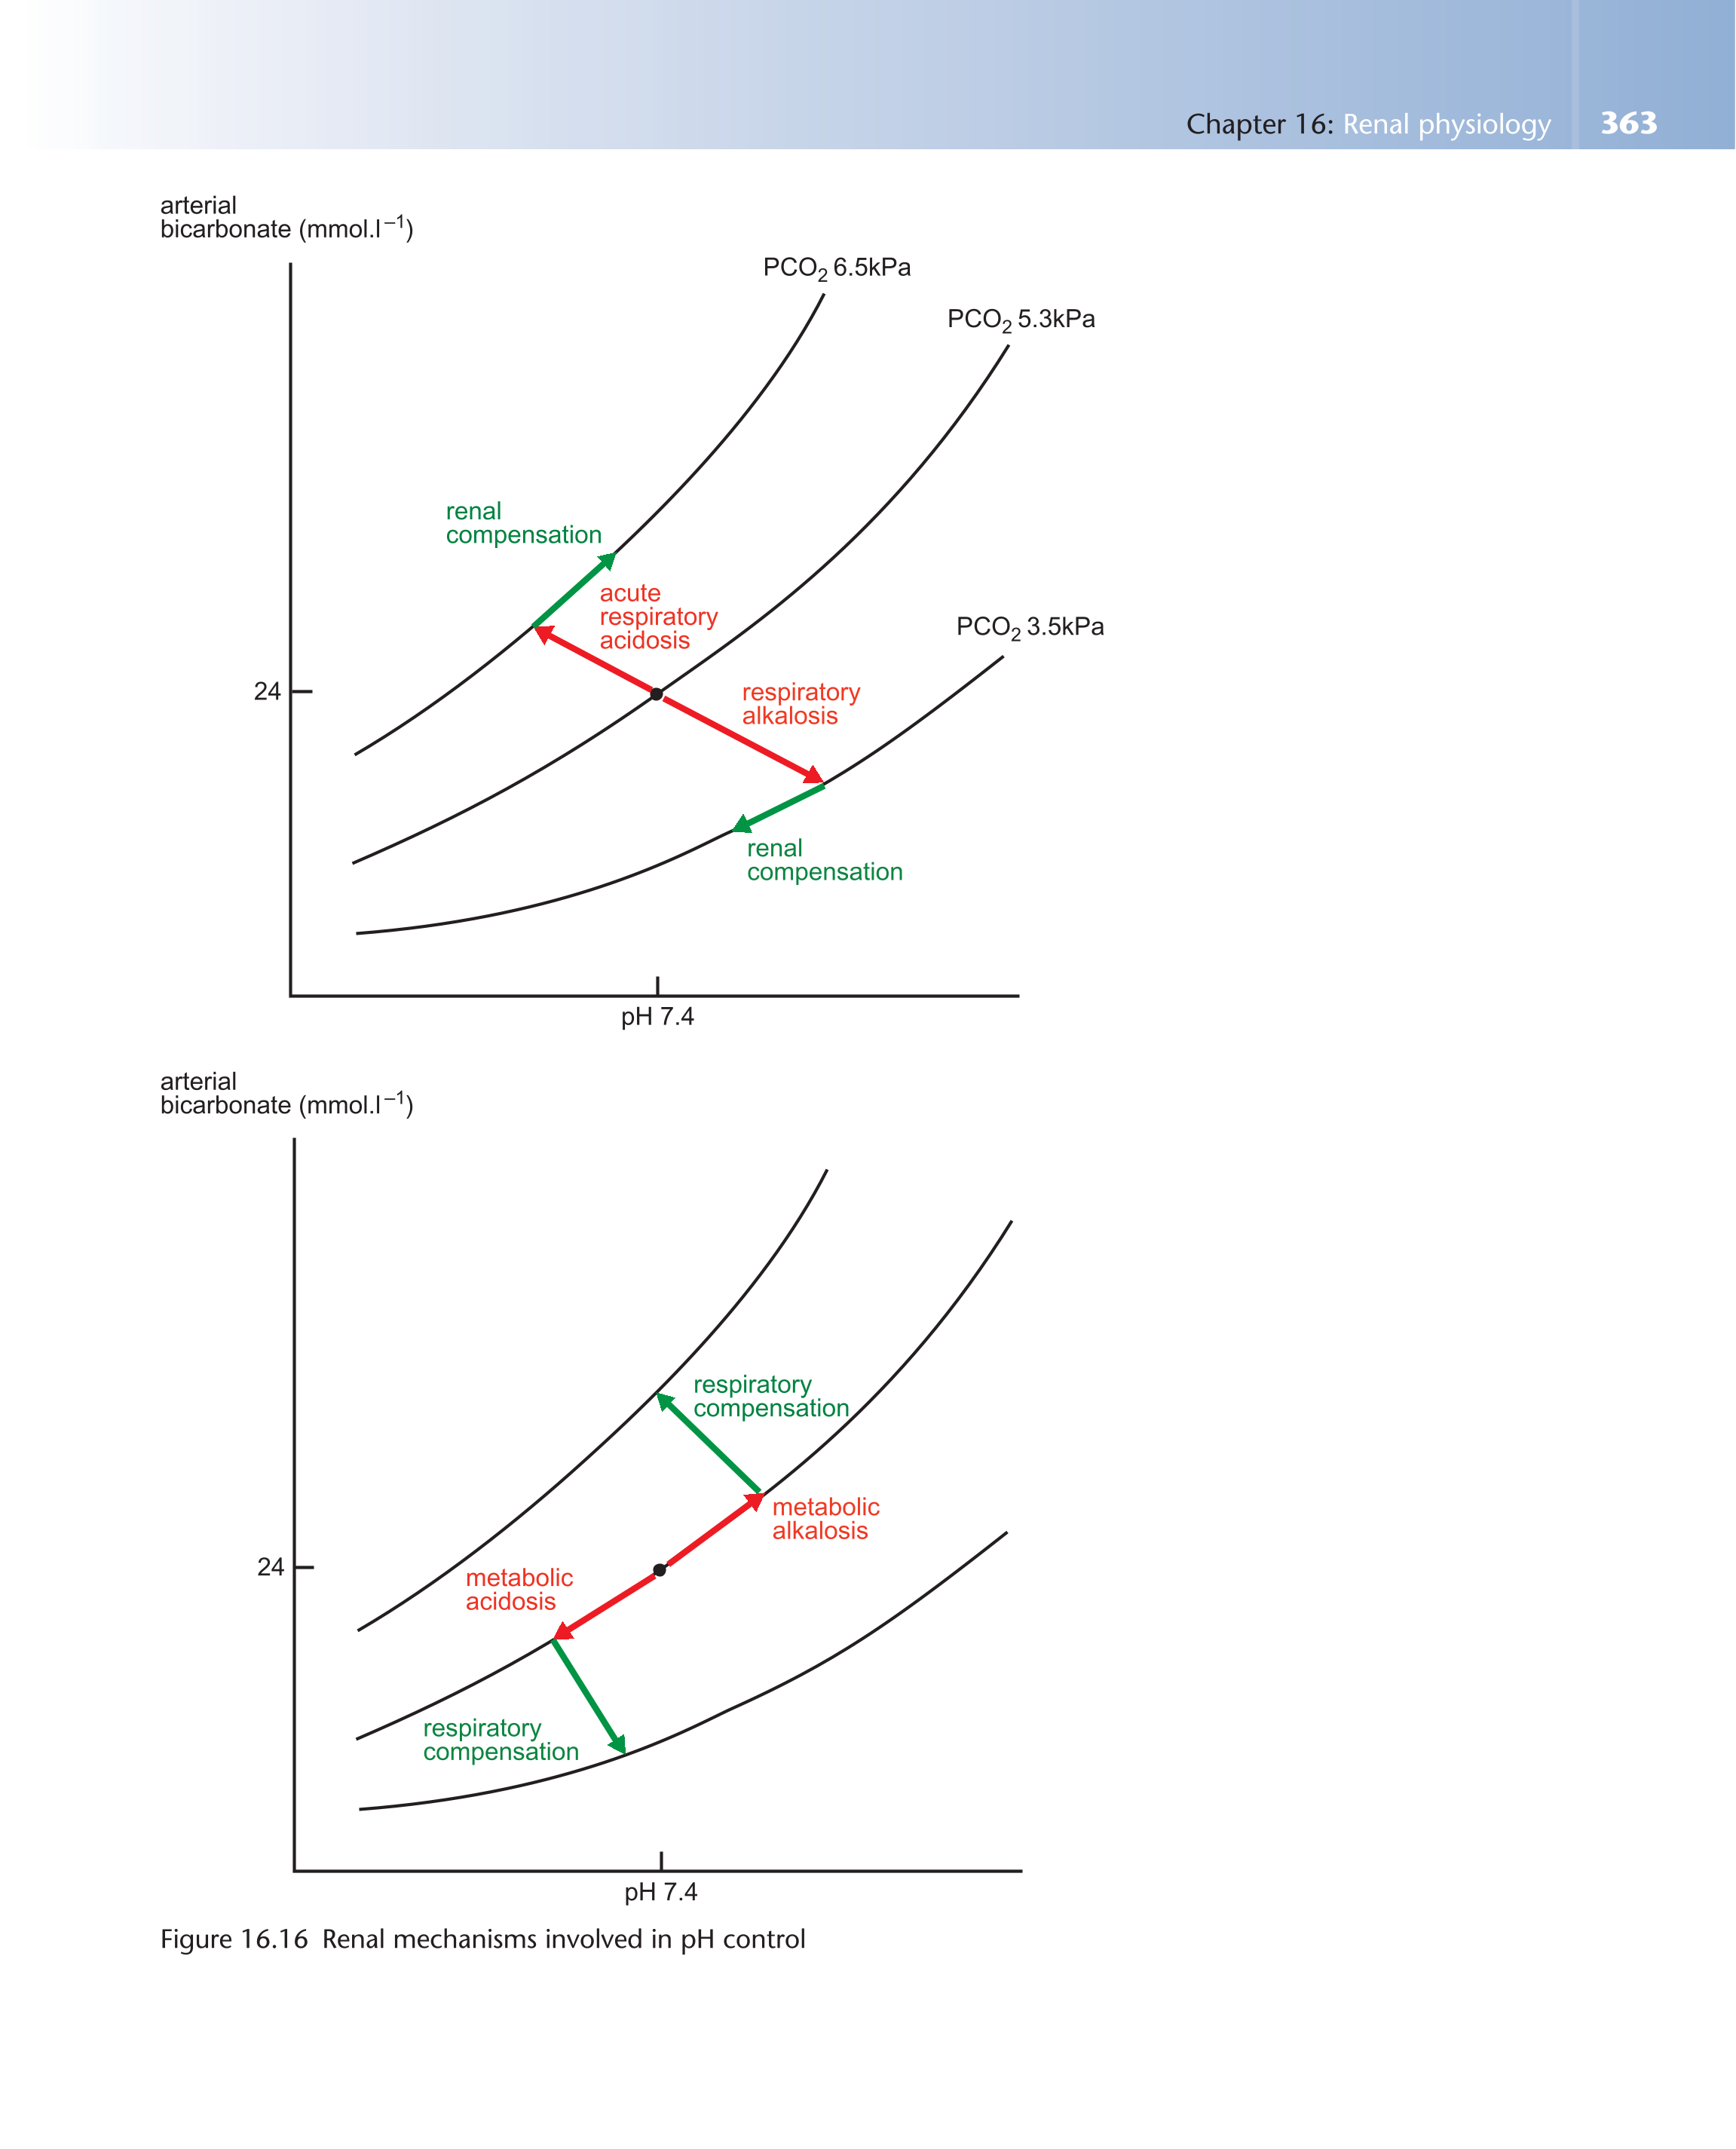 Chapter 16: Renal physiology 363
arterial
bicarbonate (mmol.l⁻¹)
PCO₂ 6.5kPa
PCO₂ 5.3kPa
renal
compensation
acute
respiratory
acidosis
PCO₂ 3.5kPa
24
respiratory
alkalosis
renal
compensation
pH 7.4
arterial
bicarbonate (mmol.l⁻¹)
respiratory
compensation
metabolic
alkalosis
24
metabolic
acidosis
respiratory
compensation
pH 7.4
Figure 16.16 Renal mechanisms involved in pH control